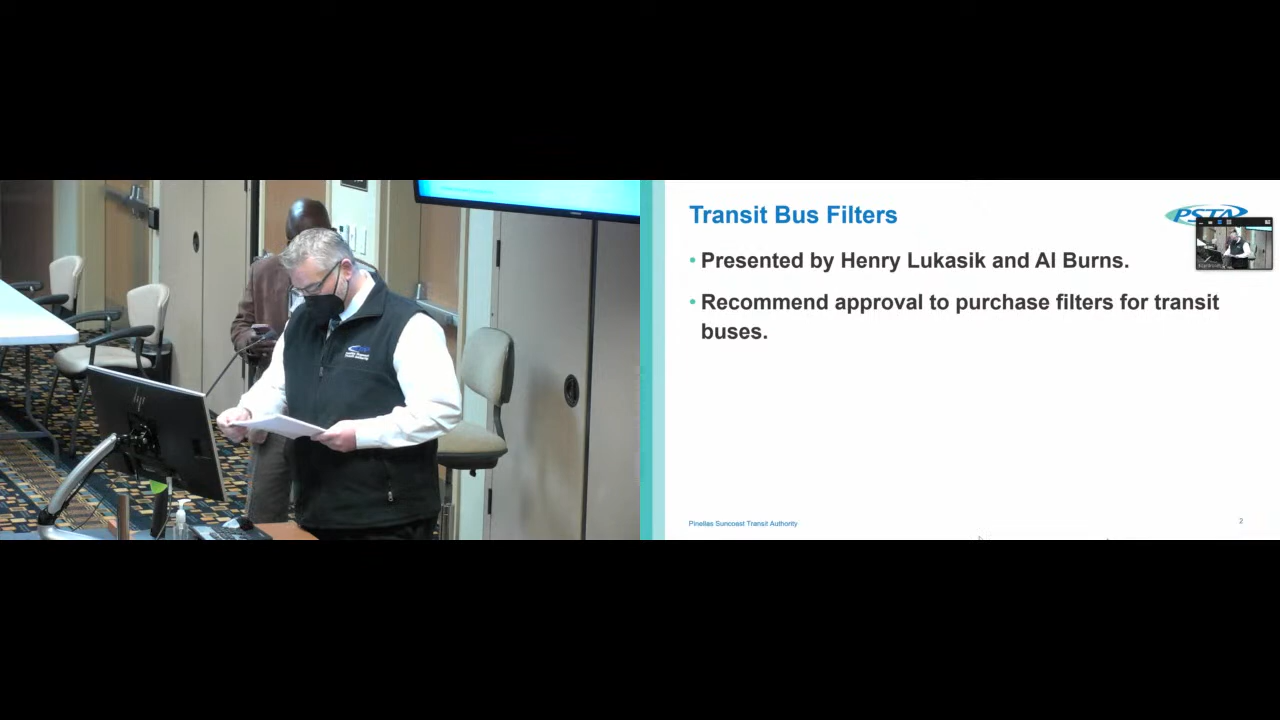 Transit Bus Filters
PSTA
• Presented by Henry Lukasik and Al Burns.
• Recommend approval to purchase filters for transit
buses.
Pinellas Suncoast Transit Authority
2
hp